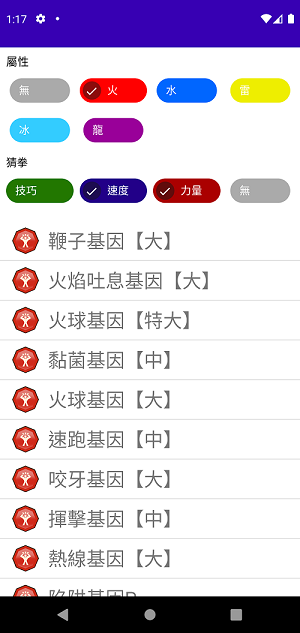 1:17
屬性
無 火 水 雷
冰 龍
猜拳
技巧 速度 力量 無
鞭子基因【大】
火焰吐息基因【大】
火球基因【特大】
黏菌基因【中】
火球基因【大】
速跑基因【中】
咬牙基因【大】
揮擊基因【中】
熱線基因【大】